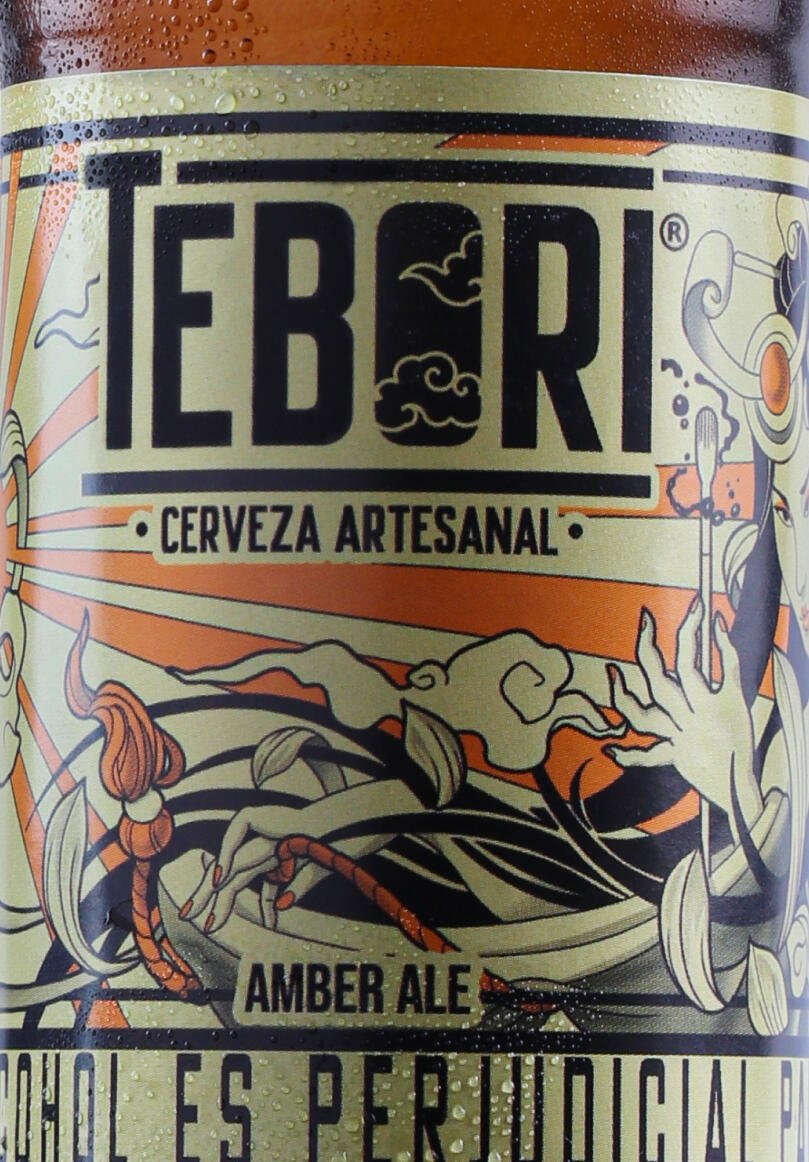 TEBORI®
• CERVEZA ARTESANAL •
AMBER ALE
ES PERJUDICIAL